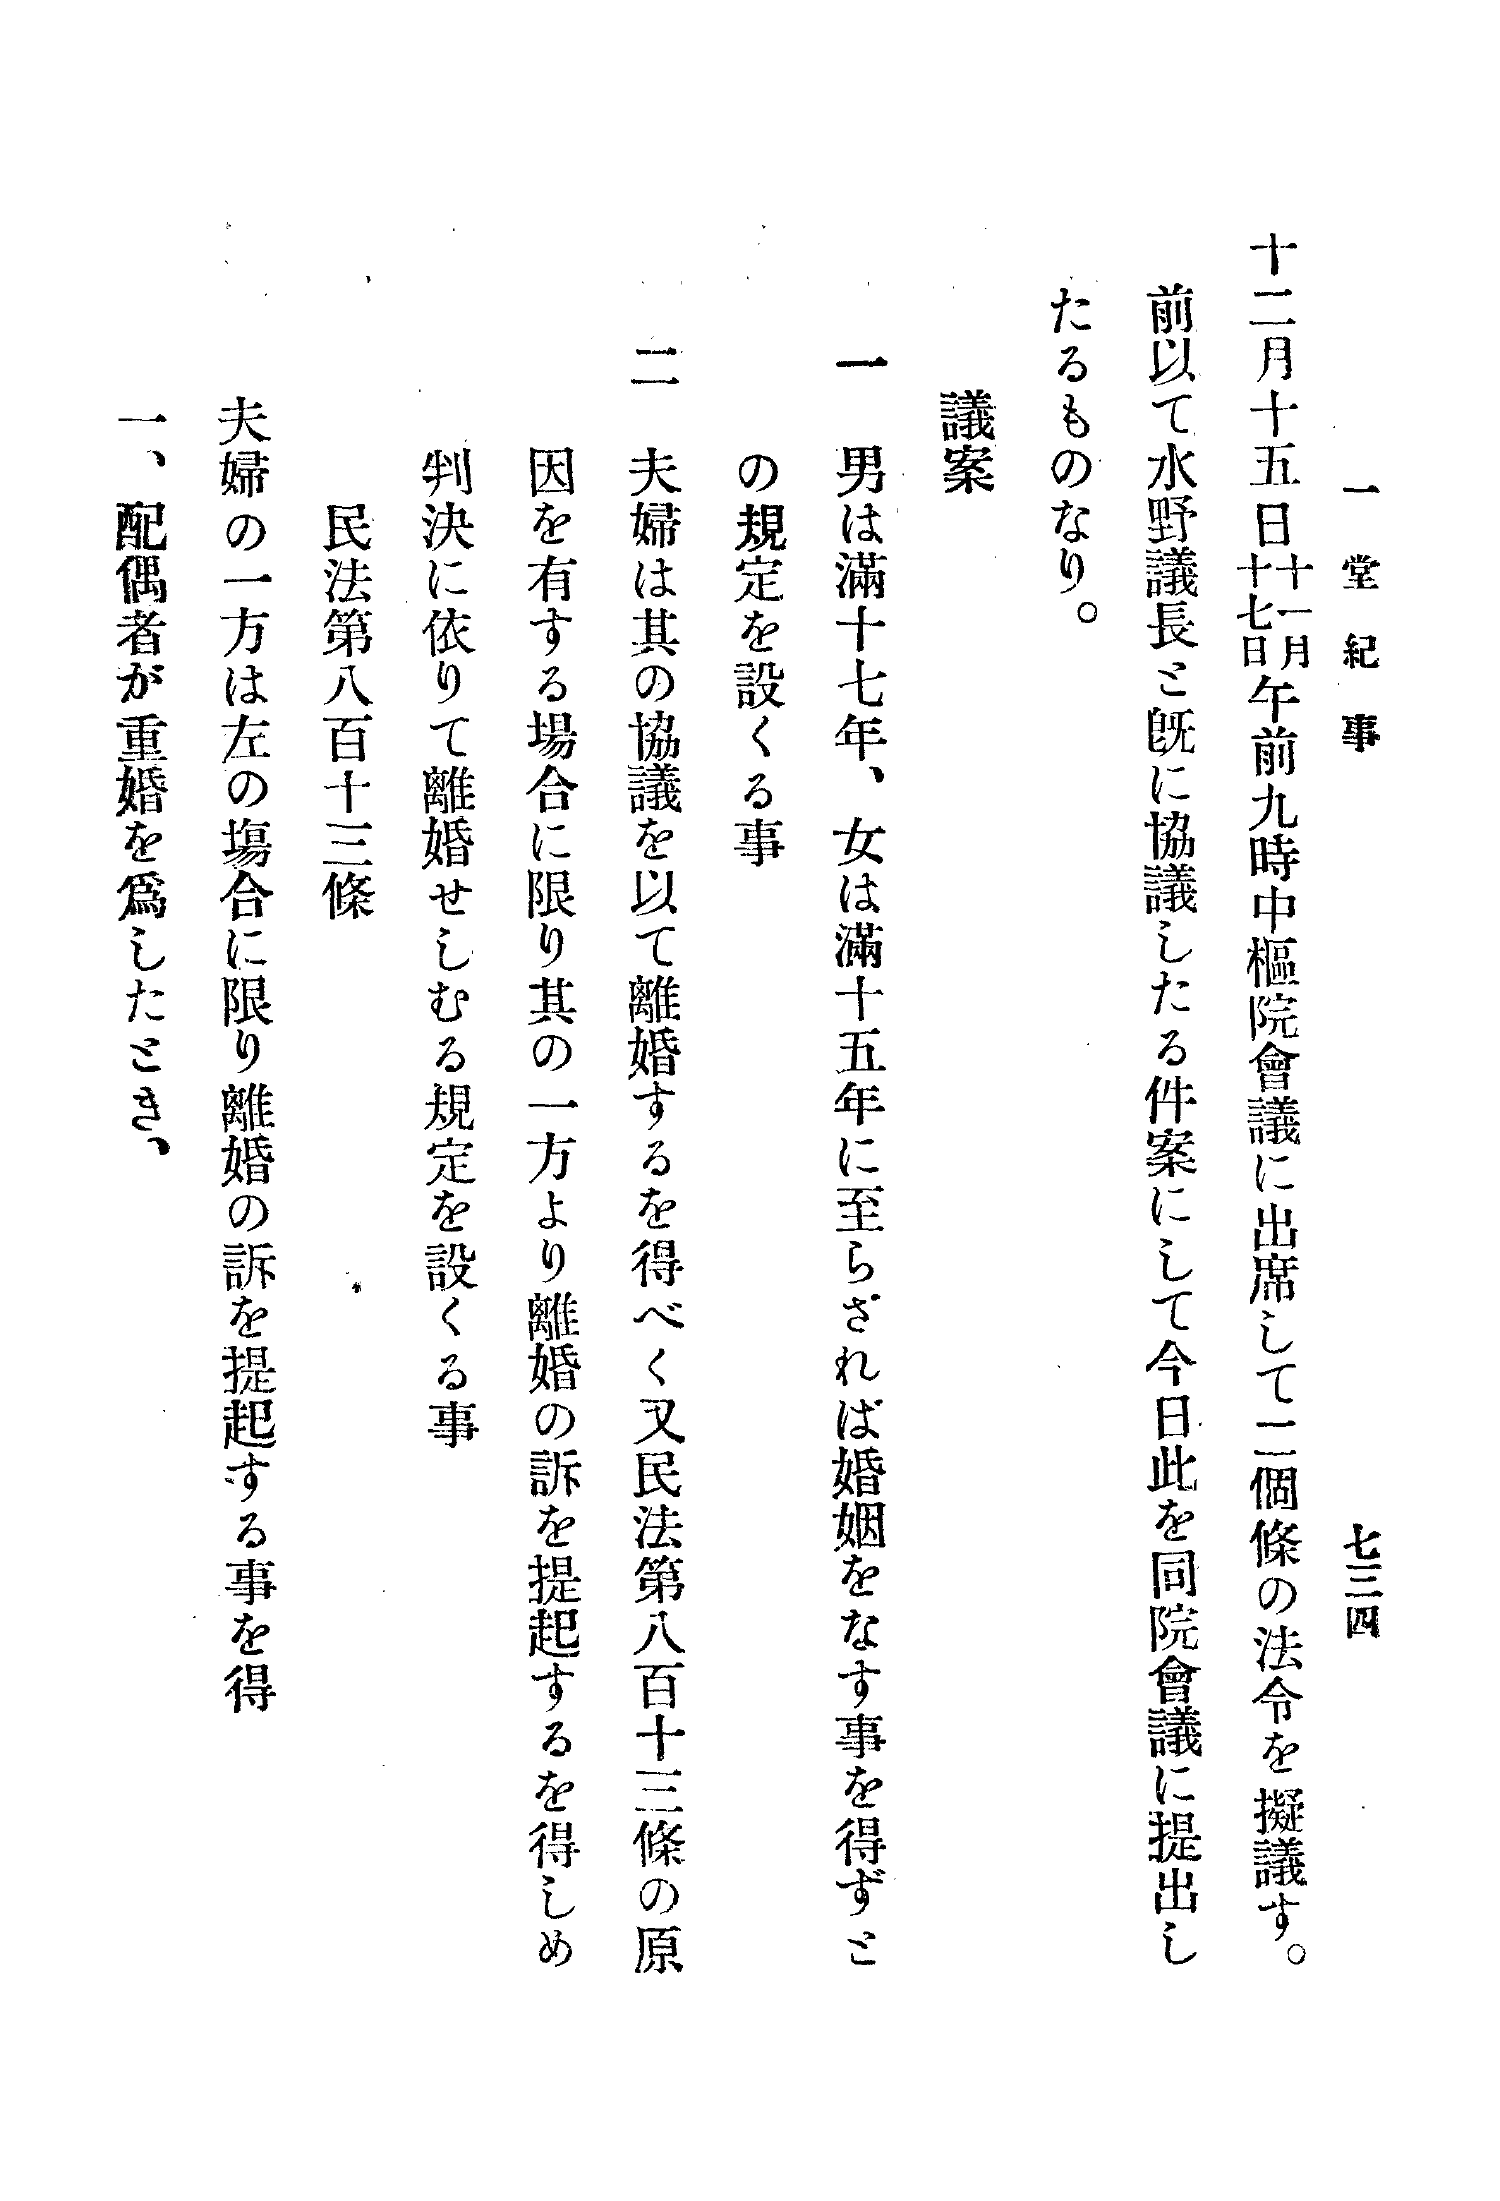 一堂紀事　七三四
十二月十五日十一月十七日午前九時中樞院會議に出席して二個條の法令を擬議す。
前以て水野議長と既に協議したる件案にして今日此を同院會議に提出し
たるものなり。
議案
一　男は滿十七年、女は滿十五年に至らざれば婚姻をなす事を得ずと
の規定を設くる事
二　夫婦は其の協議を以て離婚するを得べく又民法第八百十三條の原
因を有する場合に限り其の一方より離婚の訴を提起するを得しめ
判決に依りて離婚せしむる規定を設くる事
民法第八百十三條
夫婦の一方は左の塲合に限り離婚の訴を提起する事を得
一、配偶者が重婚を爲したとき、